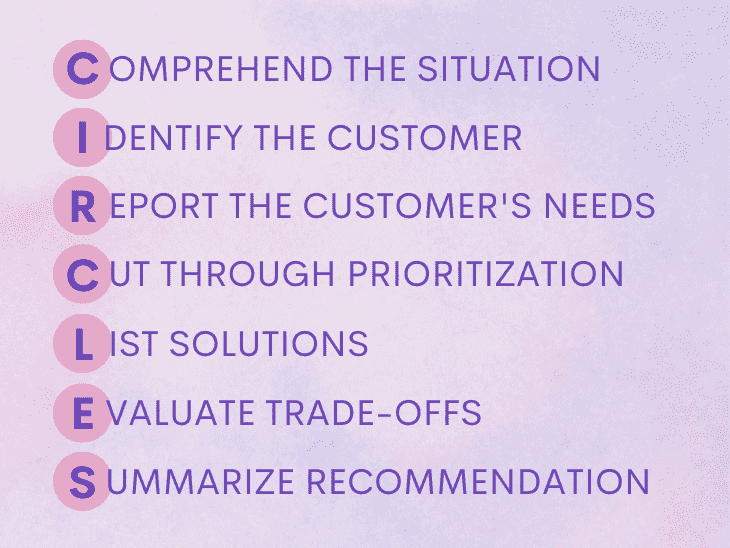 COMPREHEND THE SITUATION
IDENTIFY THE CUSTOMER
REPORT THE CUSTOMER'S NEEDS
CUT THROUGH PRIORITIZATION
LIST SOLUTIONS
EVALUATE TRADE-OFFS
SUMMARIZE RECOMMENDATION